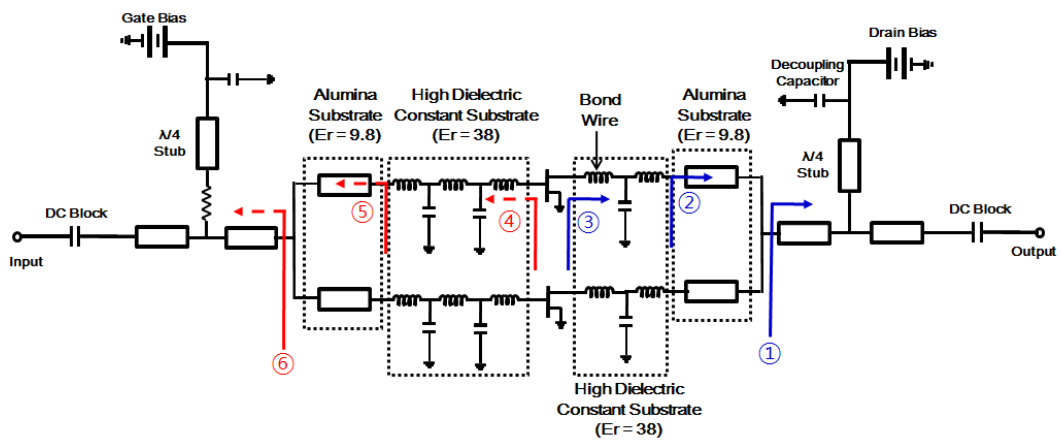 Gate Bias
Drain Bias
Decoupling
Capacitor
Alumina
Substrate
(Er = 9.8)
High Dielectric
Constant Substrate
(Er = 38)
Bond
Wire
Alumina
Substrate
(Er = 9.8)
λ/4
Stub
λ/4
Stub
⑤
④
③
②
DC Block
DC Block
Input
Output
⑥
①
High Dielectric
Constant Substrate
(Er = 38)